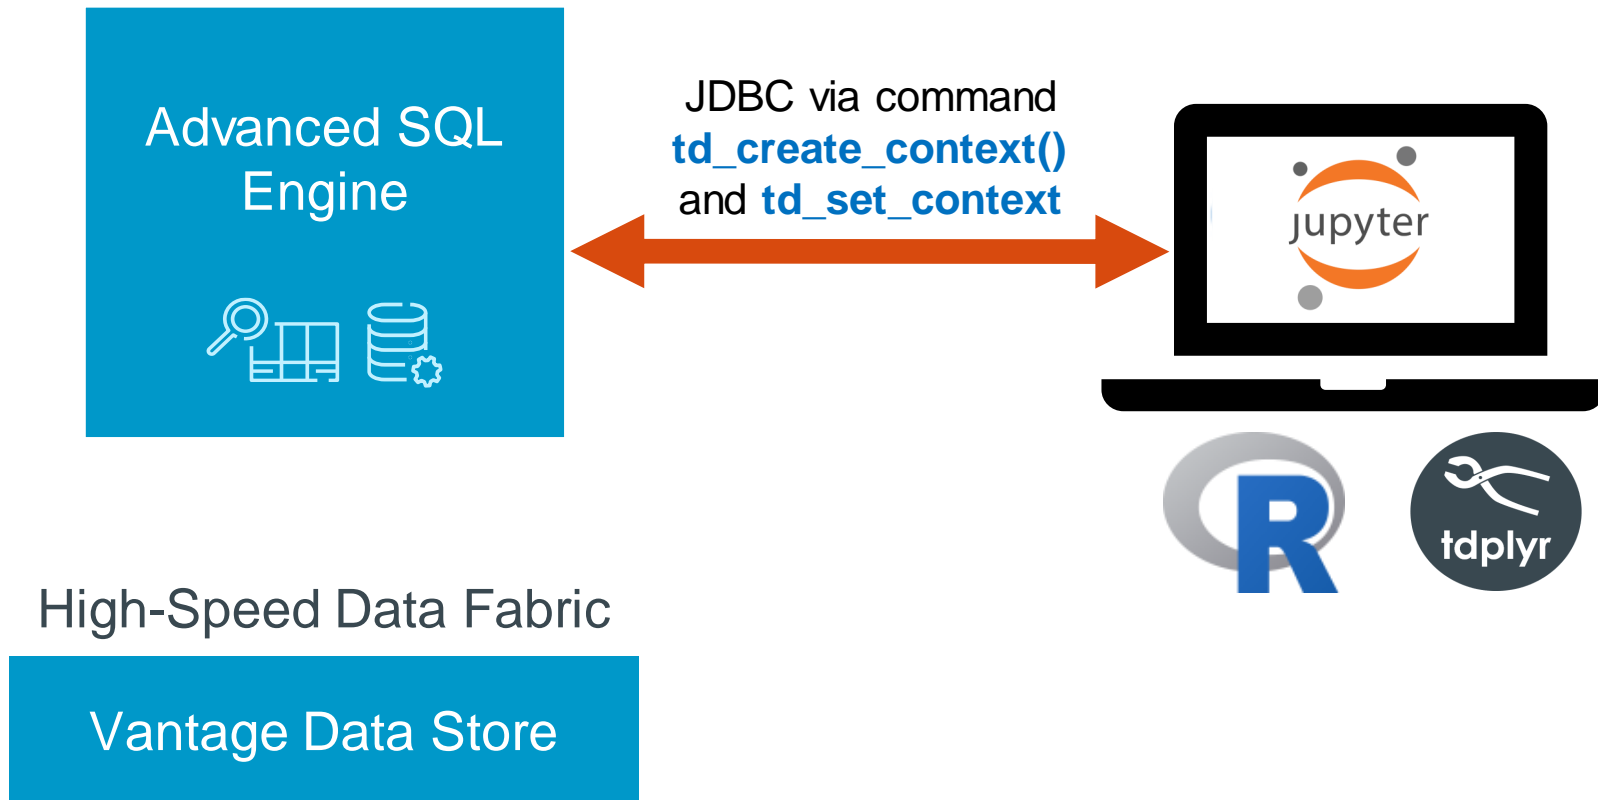 Advanced SQL
Engine
JDBC via command
td_create_context()
and td_set_context
jupyter
R
tdplyr
High-Speed Data Fabric
Vantage Data Store